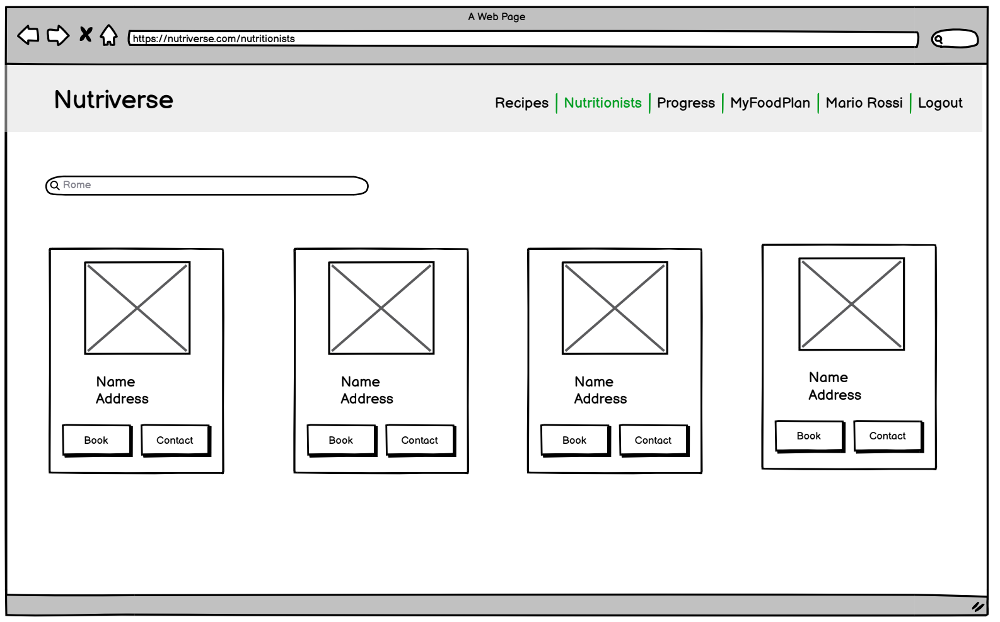 A Web Page
https://nutriverse.com/nutritionists
Nutriverse
Recipes Nutritionists Progress MyFoodPlan Mario Rossi Logout
Rome
Name
Address
Book Contact
Name
Address
Book Contact
Name
Address
Book Contact
Name
Address
Book Contact